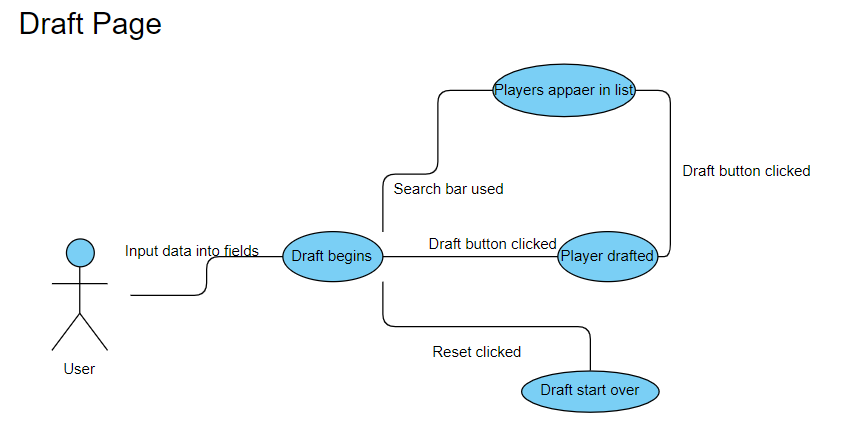 Draft Page
Players appaer in list
Draft button clicked
Search bar used
Input data into fields
Draft begins
Draft button clicked
Player drafted
Reset clicked
User
Draft start over